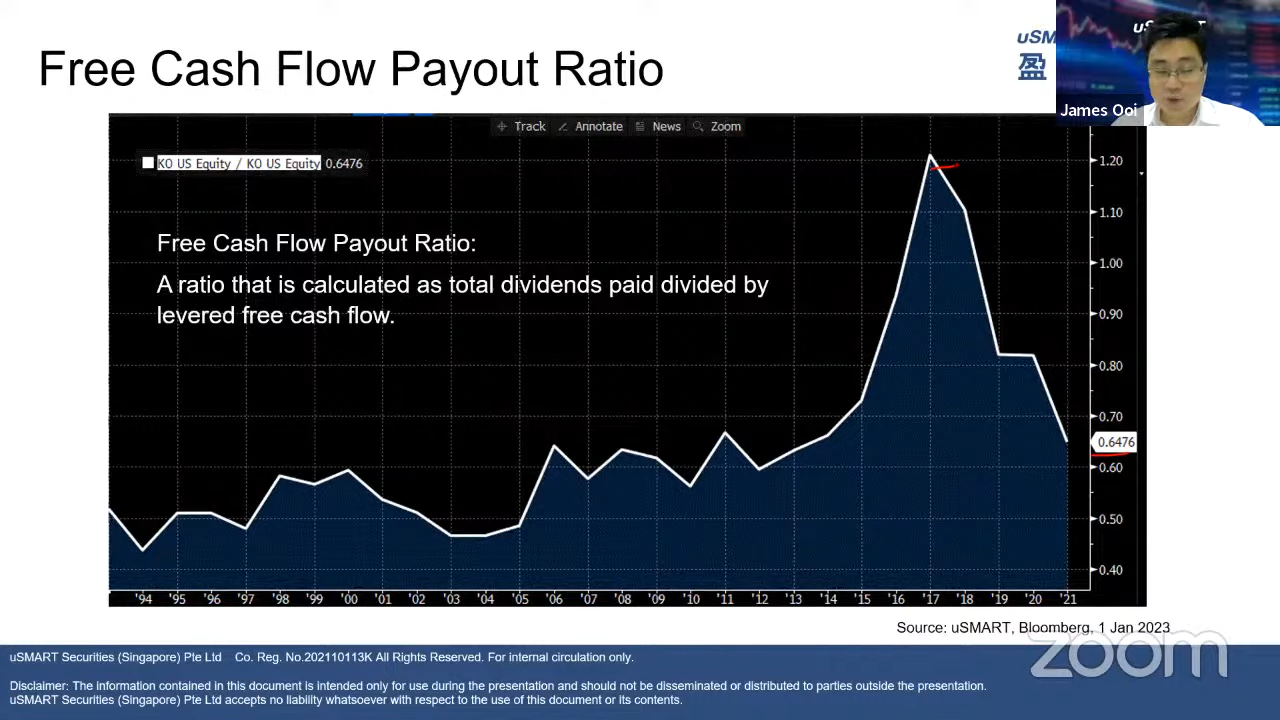 Free Cash Flow Payout Ratio
uSM
盈
uSMART
James Ooi
Track Annotate News Zoom
KO US Equity / KO US Equity 0.6476
Free Cash Flow Payout Ratio:
A ratio that is calculated as total dividends paid divided by
levered free cash flow.
1.20
1.10
1.00
0.90
0.80
0.70
0.6476
0.60
0.50
0.40
'94 '95 '96 '97 '98 '99 '00 '01 '02 '03 '04 '05 '06 '07 '08 '09 '10 '11 '12 '13 '14 '15 '16 '17 '18 '19 '20 '21
Source: uSMART, Bloomberg, 1 Jan 2023
zoom
uSMART Securities (Singapore) Pte Ltd Co. Reg. No.202110113K All Rights Reserved. For internal circulation only.
Disclaimer: The information contained in this document is intended only for use during the presentation and should not be disseminated or distributed to parties outside the presentation.
uSMART Securities (Singapore) Pte Ltd accepts no liability whatsoever with respect to the use of this document or its contents.